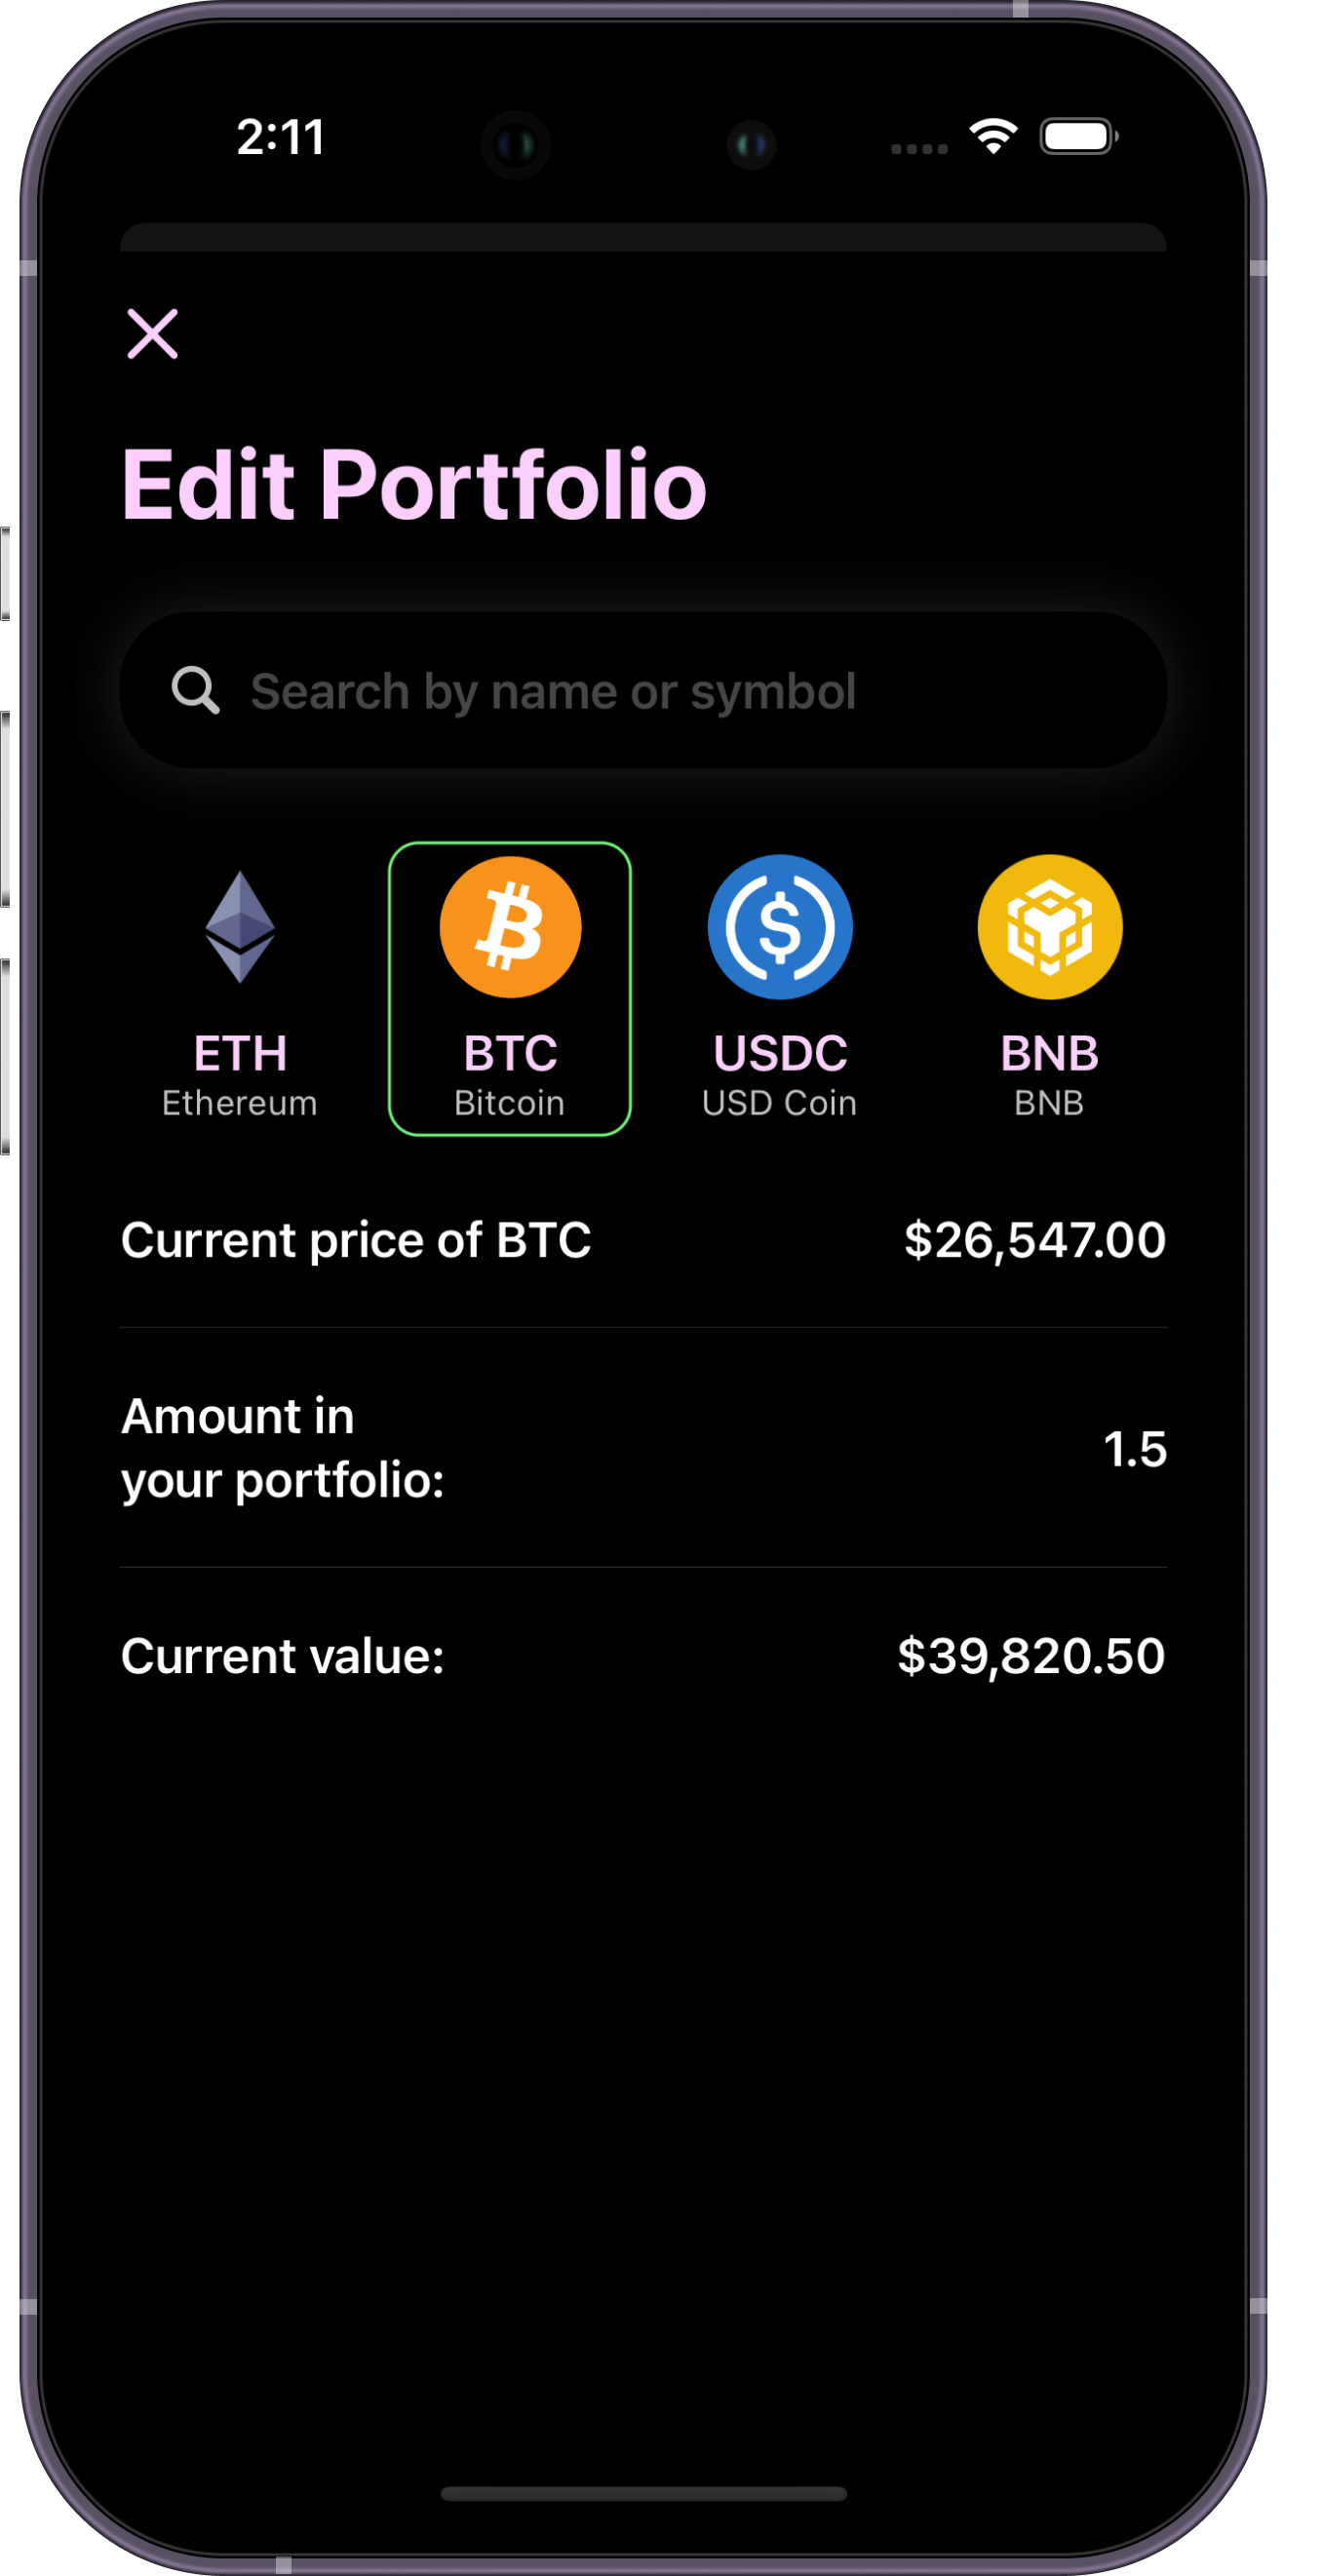 2:11
Edit Portfolio
Search by name or symbol
ETH BTC USDC BNB
Ethereum Bitcoin USD Coin BNB
Current price of BTC $26,547.00
Amount in
your portfolio: 1.5
Current value: $39,820.50